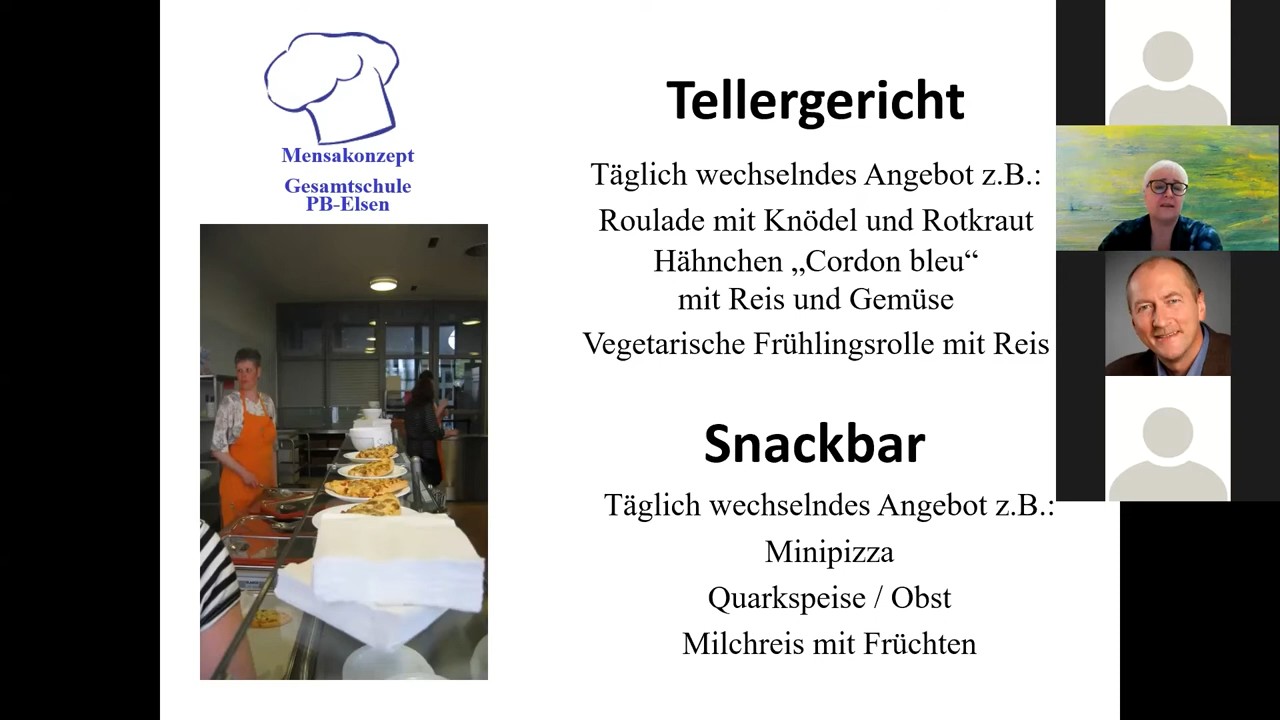 Mensakonzept
Gesamtschule
PB-Elsen
Tellergericht
Täglich wechselndes Angebot z.B.:
Roulade mit Knödel und Rotkraut
Hähnchen „Cordon bleu“
mit Reis und Gemüse
Vegetarische Frühlingsrolle mit Reis
Snackbar
Täglich wechselndes Angebot z.B.:
Minipizza
Quarkspeise / Obst
Milchreis mit Früchten